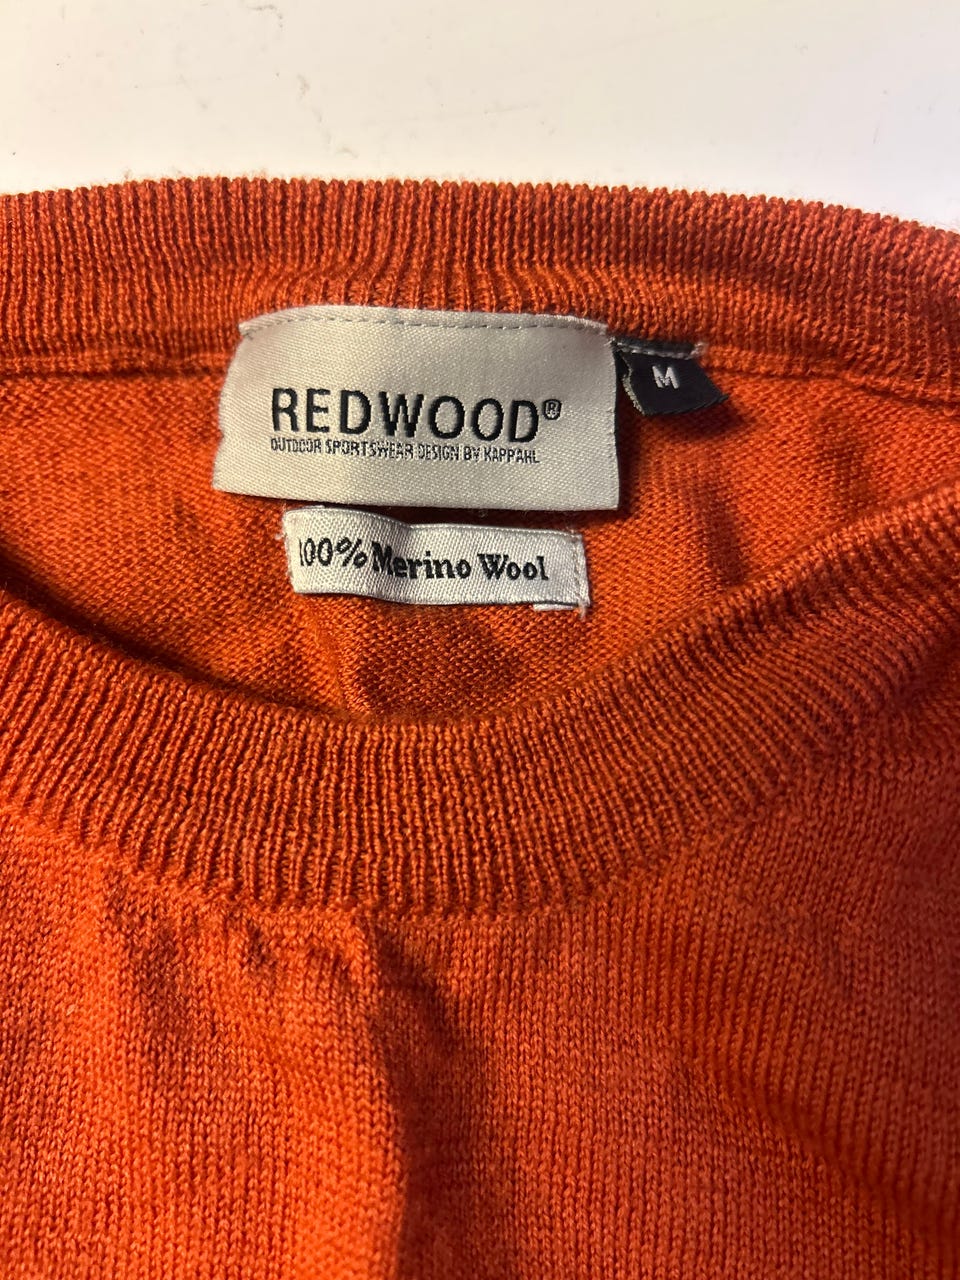 REDWOOD®
OUTDOOR SPORTSWEAR DESIGN BY KAPPAHL
M
100% Merino Wool